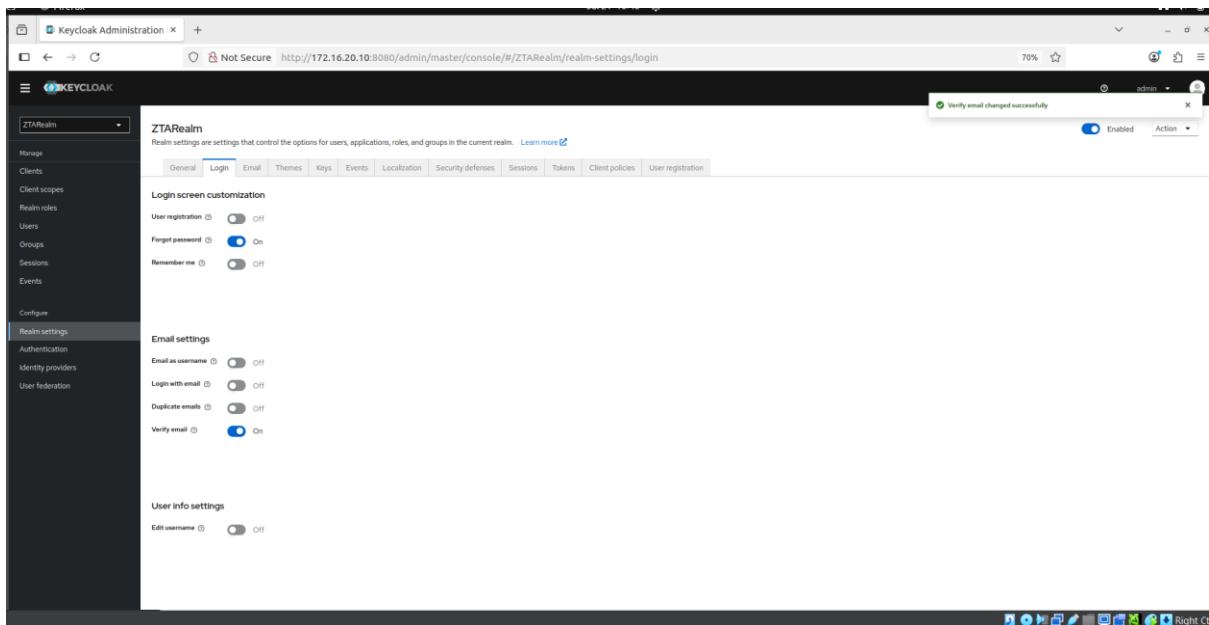 Keycloak Administration
Not Secure http://172.16.20.10:8080/admin/master/console/#/ZTARealm/realm-settings/login 70%
KEYCLOAK admin
Verify email changed successfully
ZTARealm
ZTARealm Enabled Action
Realm settings are settings that control the options for users, applications, roles, and groups in the current realm. Learn more
General Login Email Themes Keys Events Localization Security defenses Sessions Tokens Client policies User registration
Manage
Clients
Client scopes
Realm roles
Users
Groups
Sessions
Events
Configure
Realm settings
Authentication
Identity providers
User federation
Login screen customization
User registration Off
Forgot password On
Remember me Off
Email settings
Email as username Off
Login with email Off
Duplicate emails Off
Verify email On
User info settings
Edit username Off
Right Ct